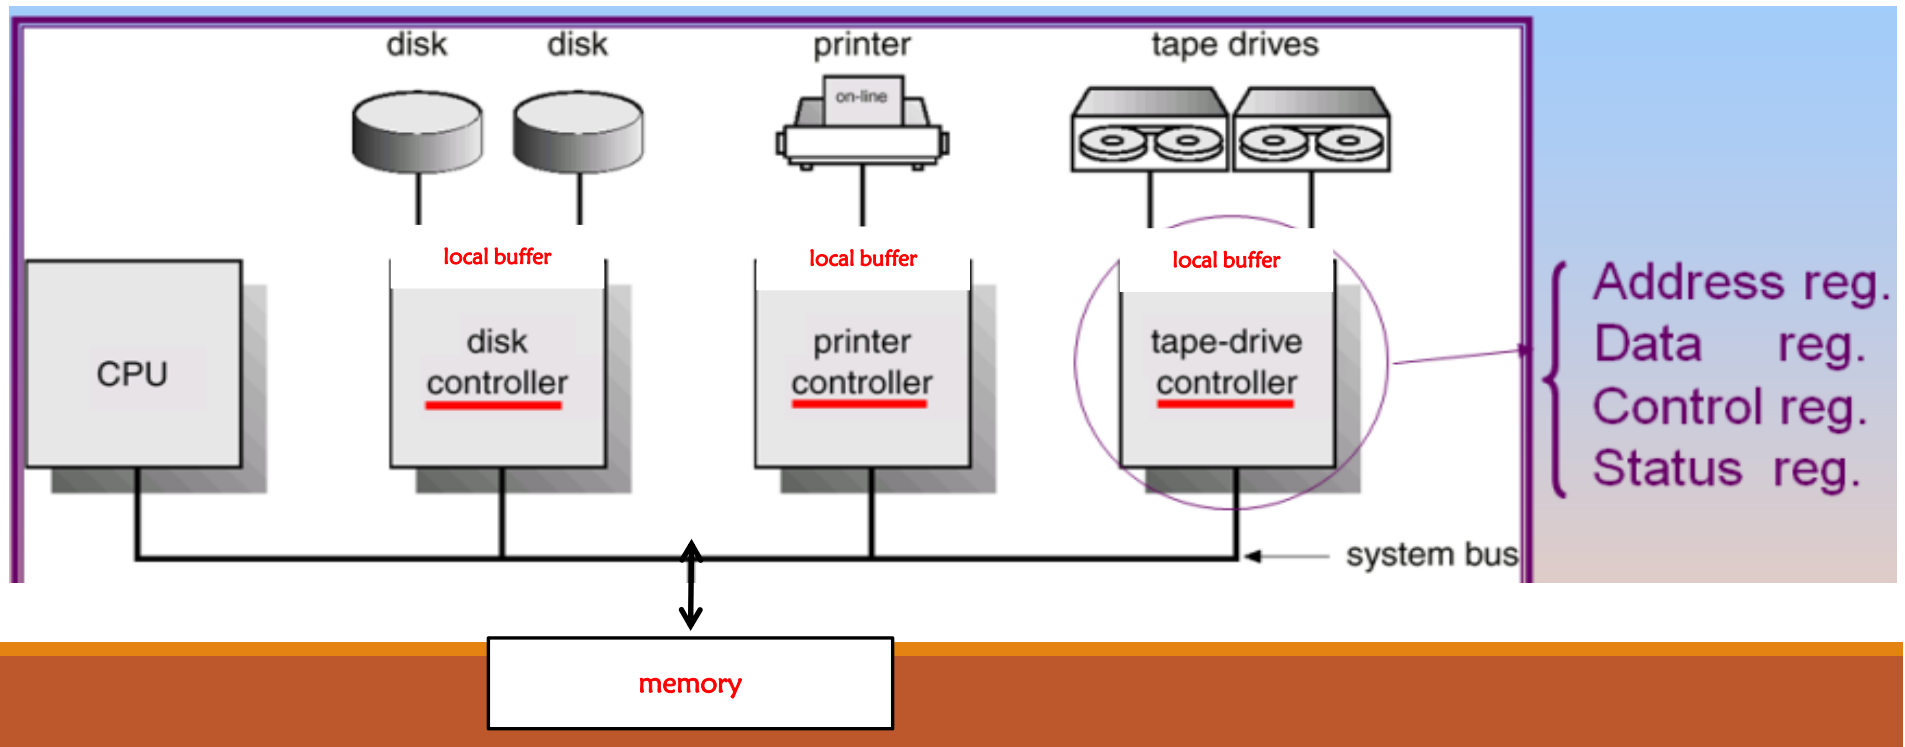 disk disk printer tape drives
on-line
local buffer local buffer local buffer
CPU
disk
controller
printer
controller
tape-drive
controller
Address reg.
Data reg.
Control reg.
Status reg.
system bus
memory